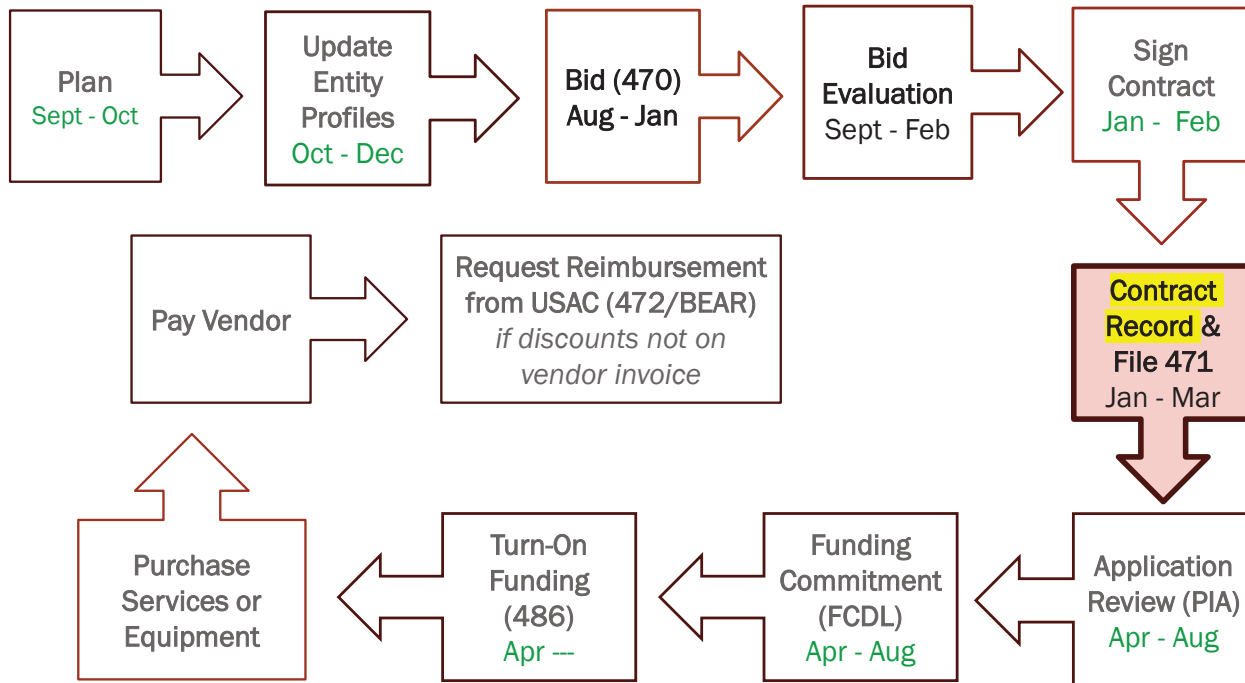 Plan
Sept - Oct
Update
Entity
Profiles
Oct - Dec
Bid (470)
Aug - Jan
Bid
Evaluation
Sept - Feb
Sign
Contract
Jan - Feb
Contract
Record &
File 471
Jan - Mar
Application
Review (PIA)
Apr - Aug
Funding
Commitment
(FCDL)
Apr - Aug
Turn-On
Funding
(486)
Apr ---
Purchase
Services or
Equipment
Pay Vendor
Request Reimbursement
from USAC (472/BEAR)
if discounts not on
vendor invoice